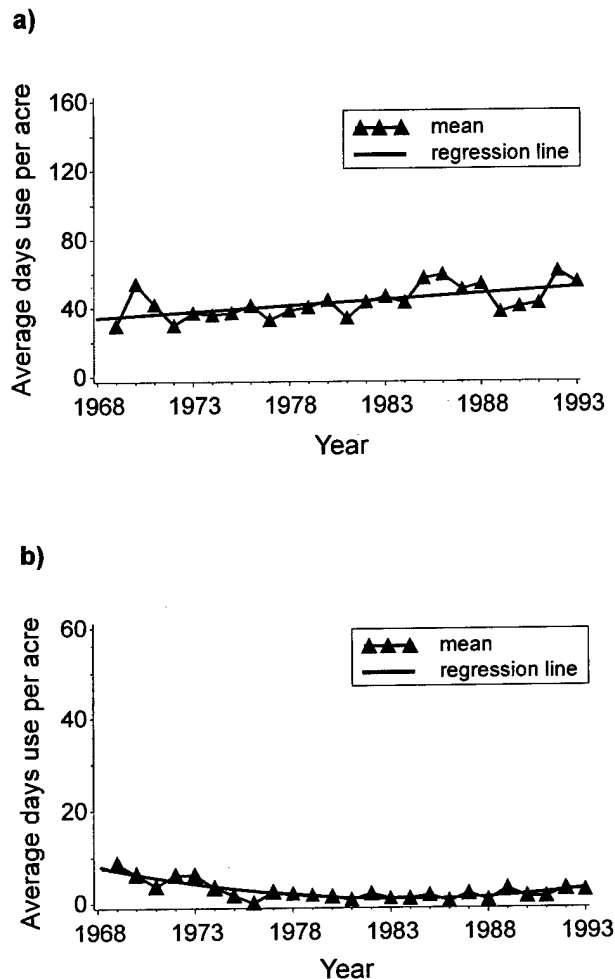 a)
Average days use per acre
160
120
80
40
0
mean
regression line
1968 1973 1978 1983 1988 1993
Year
b)
Average days use per acre
60
40
20
0
mean
regression line
1968 1973 1978 1983 1988 1993
Year